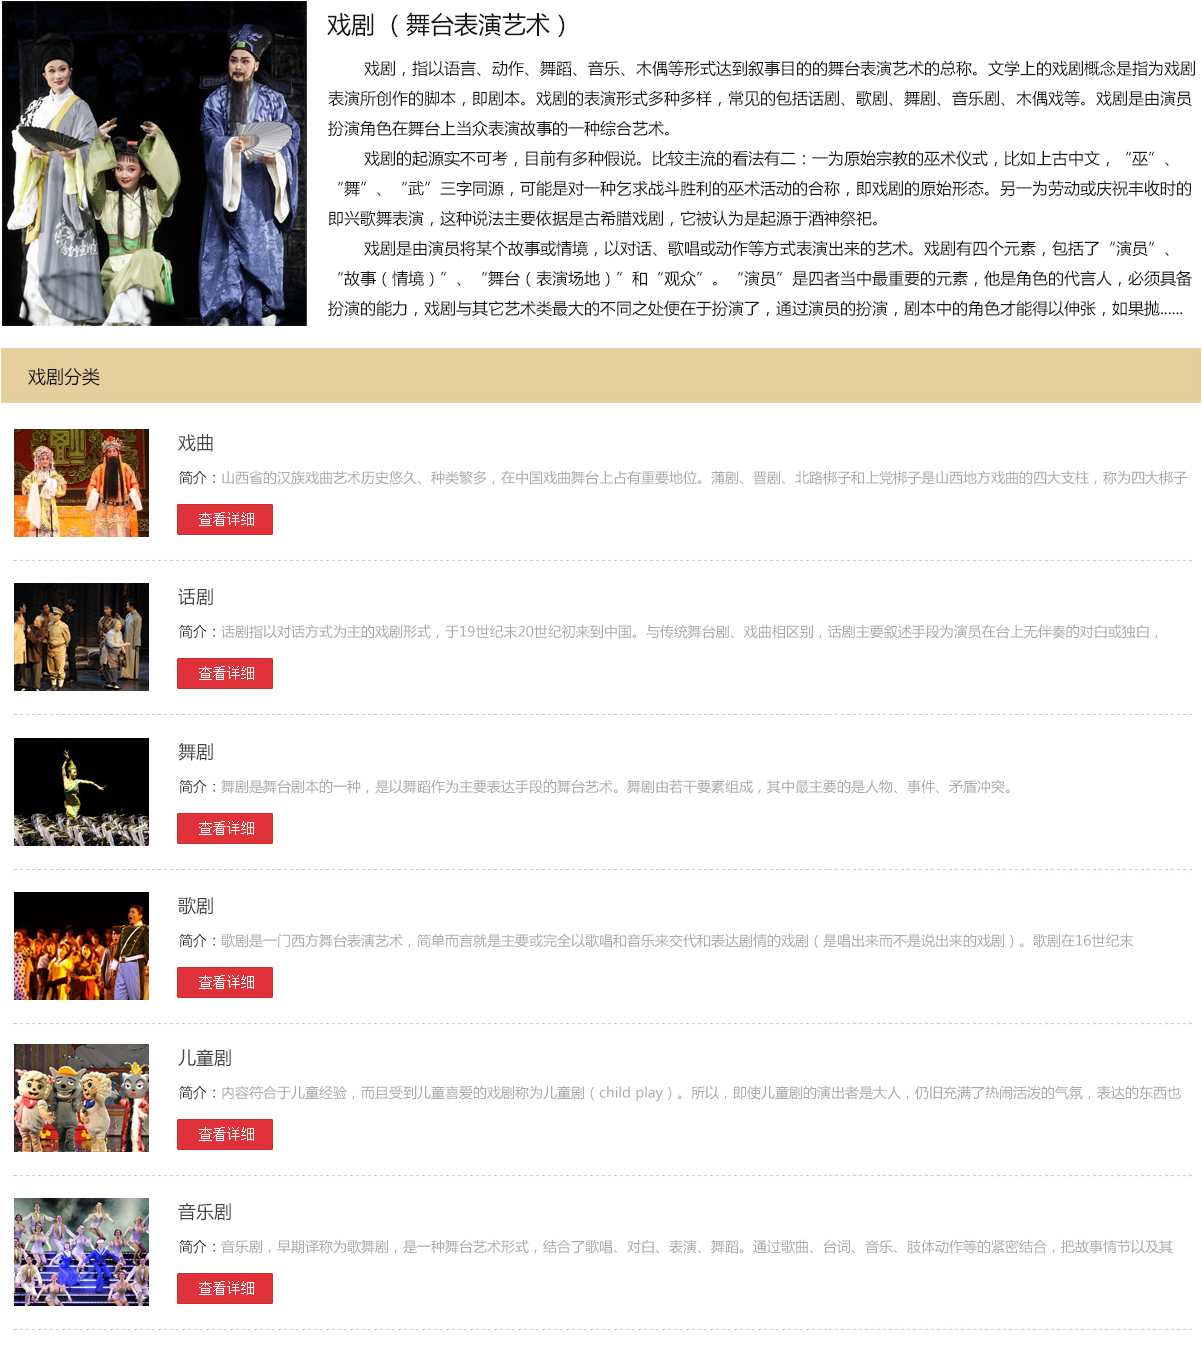 戏剧（舞台表演艺术）
戏剧，指以语言、动作、舞蹈、音乐、木偶等形式达到叙事目的的舞台表演艺术的总称。文学上的戏剧概念是指为戏剧
表演所创作的脚本，即剧本。戏剧的表演形式多种多样，常见的包括话剧、歌剧、舞剧、音乐剧、木偶戏等。戏剧是由演员
扮演角色在舞台上当众表演故事的一种综合艺术。
戏剧的起源实不可考，目前有多种假说。比较主流的看法有二：一为原始宗教的巫术仪式，比如上古中文，“巫”、
“舞”、“武”三字同源，可能是对一种乞求战斗胜利的巫术活动的合称，即戏剧的原始形态。另一为劳动或庆祝丰收时的
即兴歌舞表演，这种说法主要依据是古希腊戏剧，它被认为是起源于酒神祭祀。
戏剧是由演员将某个故事或情境，以对话、歌唱或动作等方式表演出来的艺术。戏剧有四个元素，包括了“演员”、
“故事（情境）”、“舞台（表演场地）”和“观众”。“演员”是四者当中最重要的元素，他是角色的代言人，必须具备
扮演的能力，戏剧与其它艺术类最大的不同之处便在于扮演了，通过演员的扮演，剧本中的角色才能得以伸张，如果抛......
戏剧分类
戏曲
简介：山西省的汉族戏曲艺术历史悠久、种类繁多，在中国戏曲舞台上占有重要地位。蒲剧、晋剧、北路梆子和上党梆子是山西地方戏曲的四大支柱，称为四大梆子
查看详细
话剧
简介：话剧指以对话方式为主的戏剧形式，于19世纪末20世纪初来到中国。与传统舞台剧、戏曲相区别，话剧主要叙述手段为演员在台上无伴奏的对白或独白，
查看详细
舞剧
简介：舞剧是舞台剧本的一种，是以舞蹈作为主要表达手段的舞台艺术。舞剧由若干要素组成，其中最主要的是人物、事件、矛盾冲突。
查看详细
歌剧
简介：歌剧是一门西方舞台表演艺术，简单而言就是主要或完全以歌唱和音乐来交代和表达剧情的戏剧（是唱出来而不是说出来的戏剧）。歌剧在16世纪末
查看详细
儿童剧
简介：内容符合于儿童经验，而且受到儿童喜爱的戏剧称为儿童剧（child play）。所以，即使儿童剧的演出者是大人，仍旧充满了热闹活泼的气氛，表达的东西也
查看详细
音乐剧
简介：音乐剧，早期译称为歌舞剧，是一种舞台艺术形式，结合了歌唱、对白、表演、舞蹈。通过歌曲、台词、音乐、肢体动作等的紧密结合，把故事情节以及其
查看详细